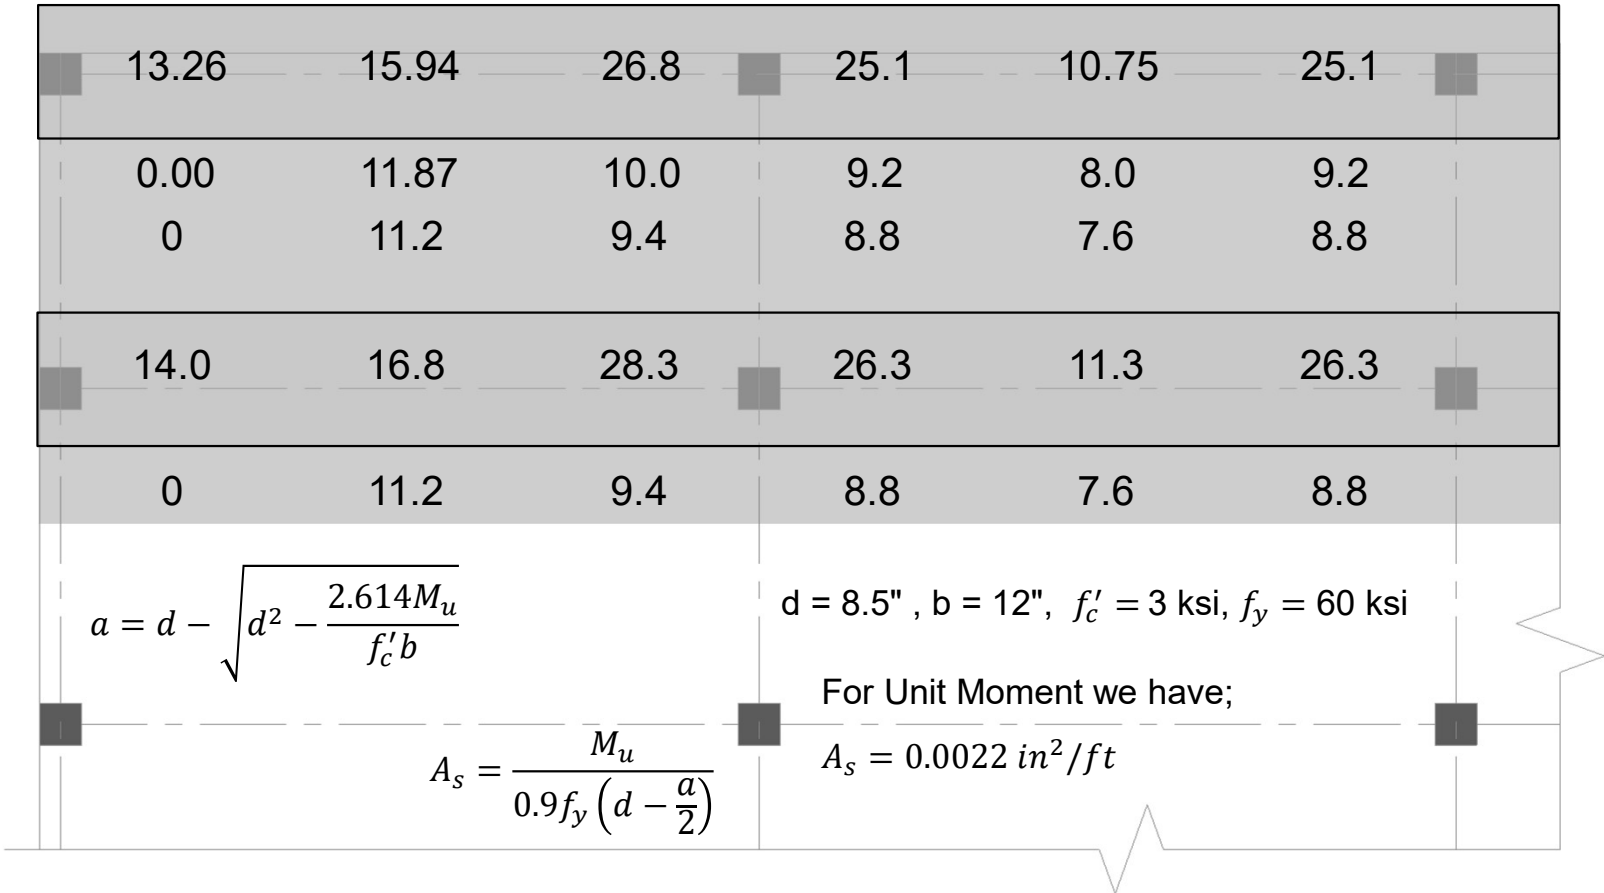 13.26 15.94 26.8 25.1 10.75 25.1
0.00 11.87 10.0 9.2 8.0 9.2
0 11.2 9.4 8.8 7.6 8.8
14.0 16.8 28.3 26.3 11.3 26.3
0 11.2 9.4 8.8 7.6 8.8
a = d − √(d² − 2.614M_u / f′_c b)
d = 8.5" , b = 12", f′_c = 3 ksi, f_y = 60 ksi
For Unit Moment we have;
A_s = M_u / 0.9f_y (d − a/2)
A_s = 0.0022 in²/ft